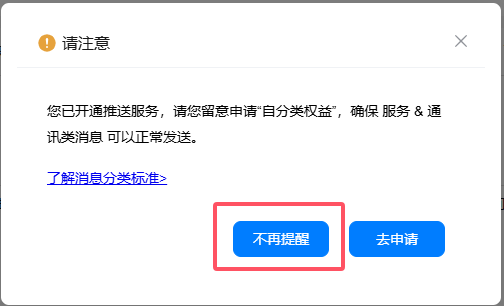 请注意
您已开通推送服务，请您留意申请“自分类权益”，确保 服务 & 通
讯类消息 可以正常发送。
了解消息分类标准>
不再提醒
去申请